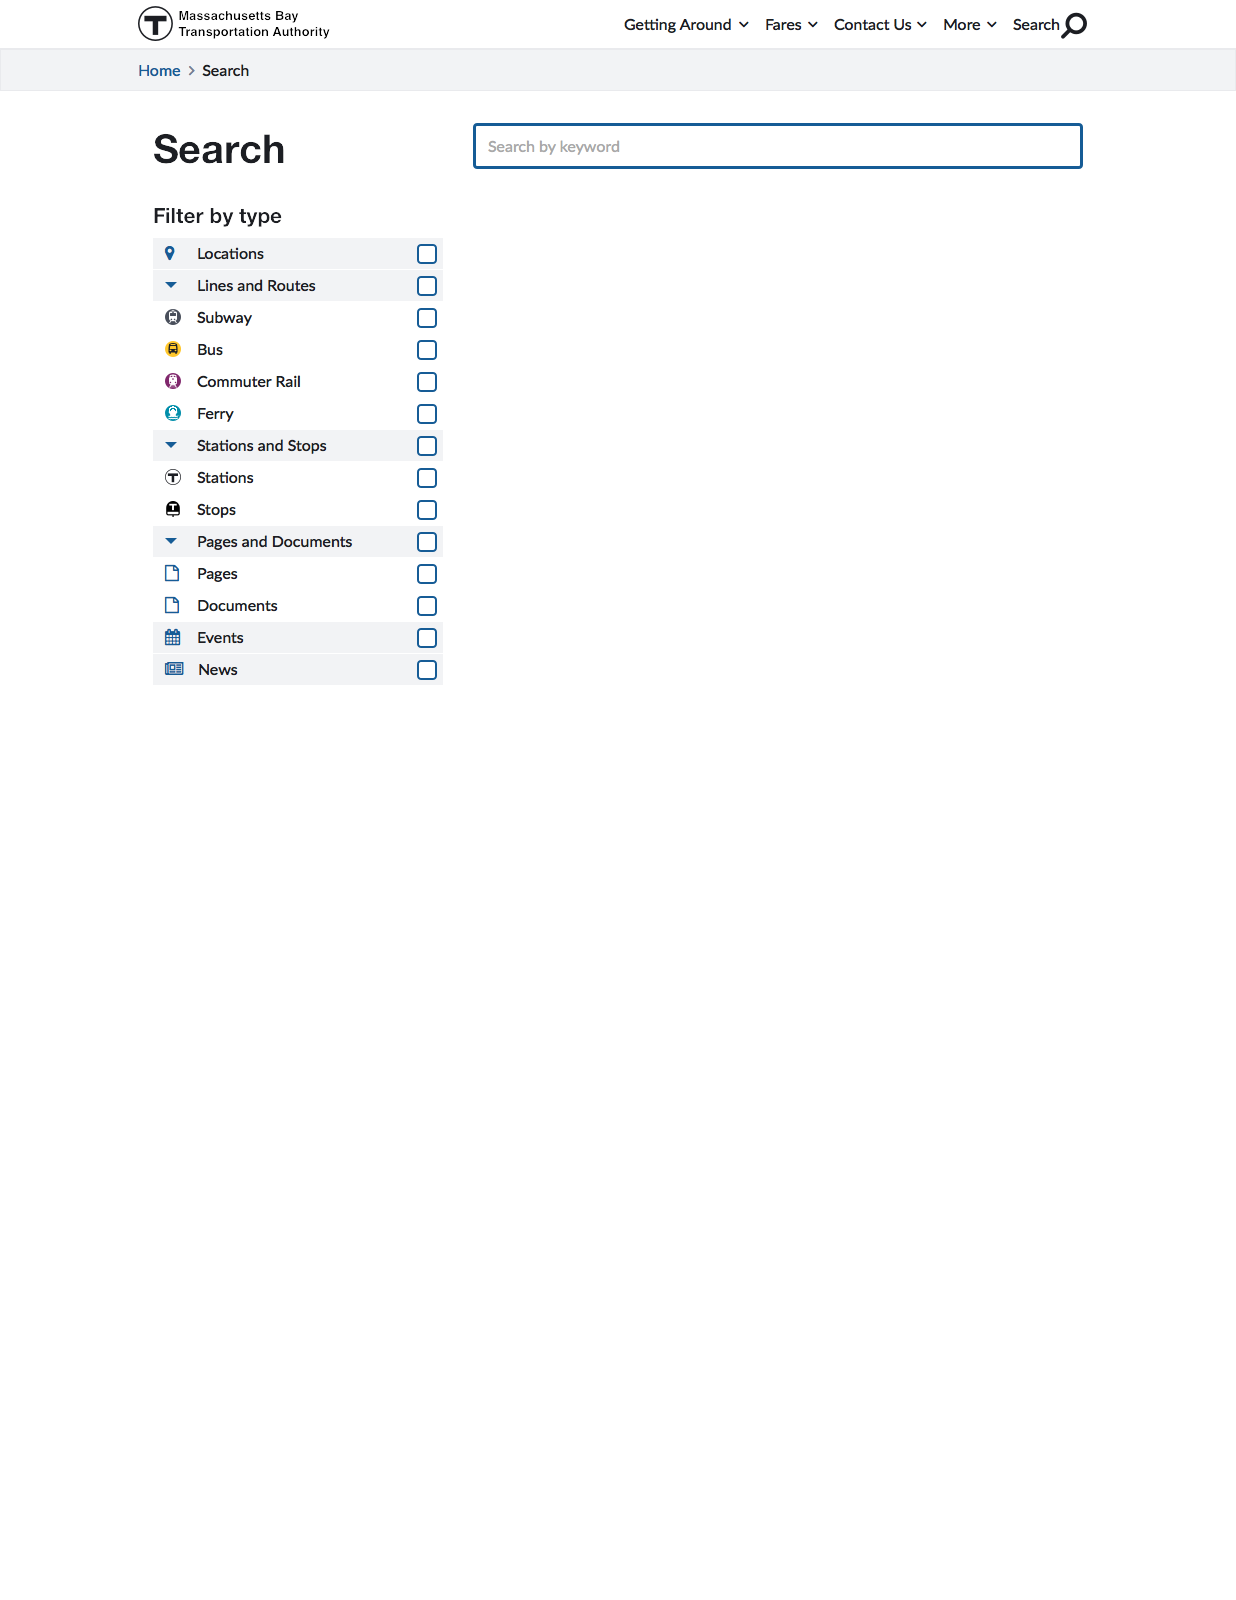 Massachusetts Bay
Transportation Authority
Getting Around Fares Contact Us More Search
Home > Search
Search
Search by keyword
Filter by type
Locations
Lines and Routes
Subway
Bus
Commuter Rail
Ferry
Stations and Stops
Stations
Stops
Pages and Documents
Pages
Documents
Events
News